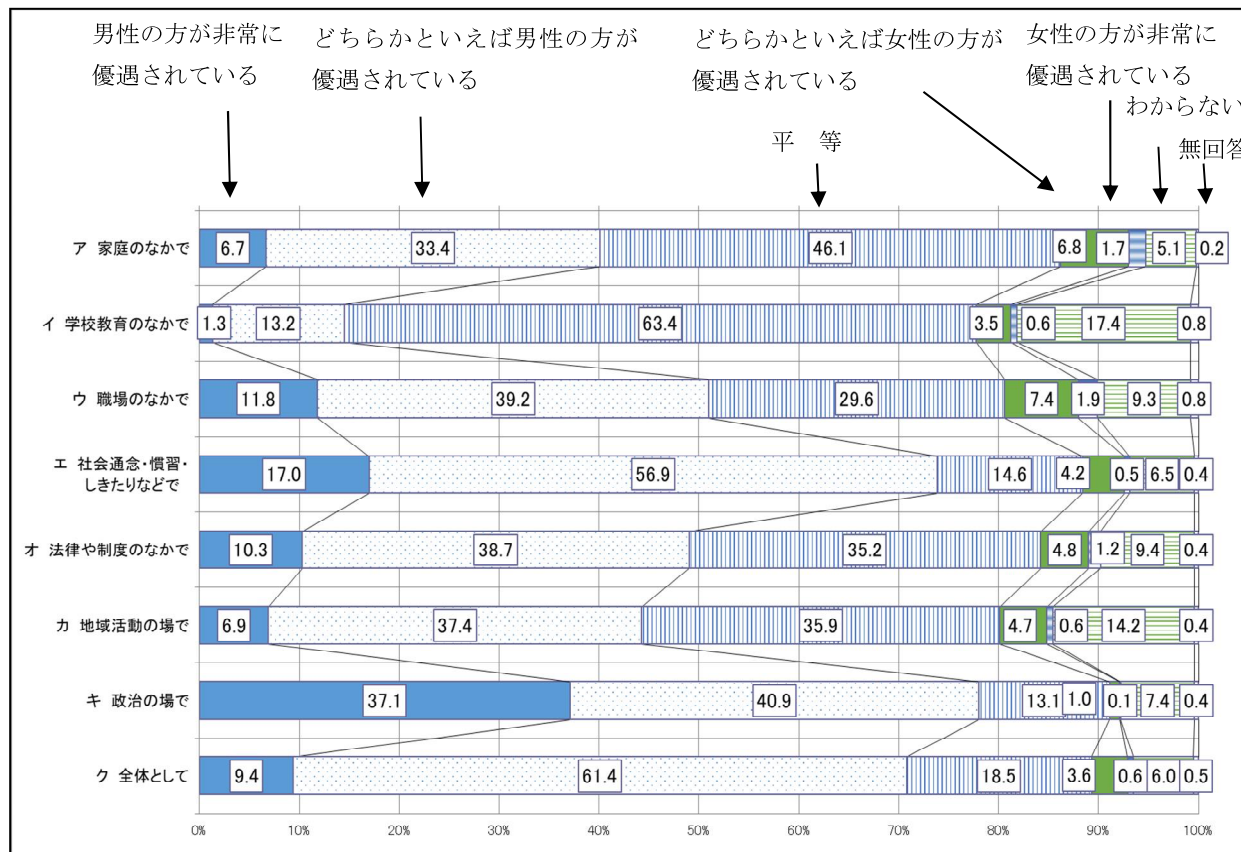 男性の方が非常に
優遇されている
どちらかといえば男性の方が
優遇されている
平 等
どちらかといえば女性の方が
優遇されている
女性の方が非常に
優遇されている
わからない
無回答
ア 家庭のなかで
6.7 33.4 46.1 6.8 1.7 5.1 0.2
イ 学校教育のなかで
1.3 13.2 63.4 3.5 0.6 17.4 0.8
ウ 職場のなかで
11.8 39.2 29.6 7.4 1.9 9.3 0.8
エ 社会通念・慣習・
しきたりなどで
17.0 56.9 14.6 4.2 0.5 6.5 0.4
オ 法律や制度のなかで
10.3 38.7 35.2 4.8 1.2 9.4 0.4
カ 地域活動の場で
6.9 37.4 35.9 4.7 0.6 14.2 0.4
キ 政治の場で
37.1 40.9 13.1 1.0 0.1 7.4 0.4
ク 全体として
9.4 61.4 18.5 3.6 0.6 6.0 0.5
0% 10% 20% 30% 40% 50% 60% 70% 80% 90% 100%